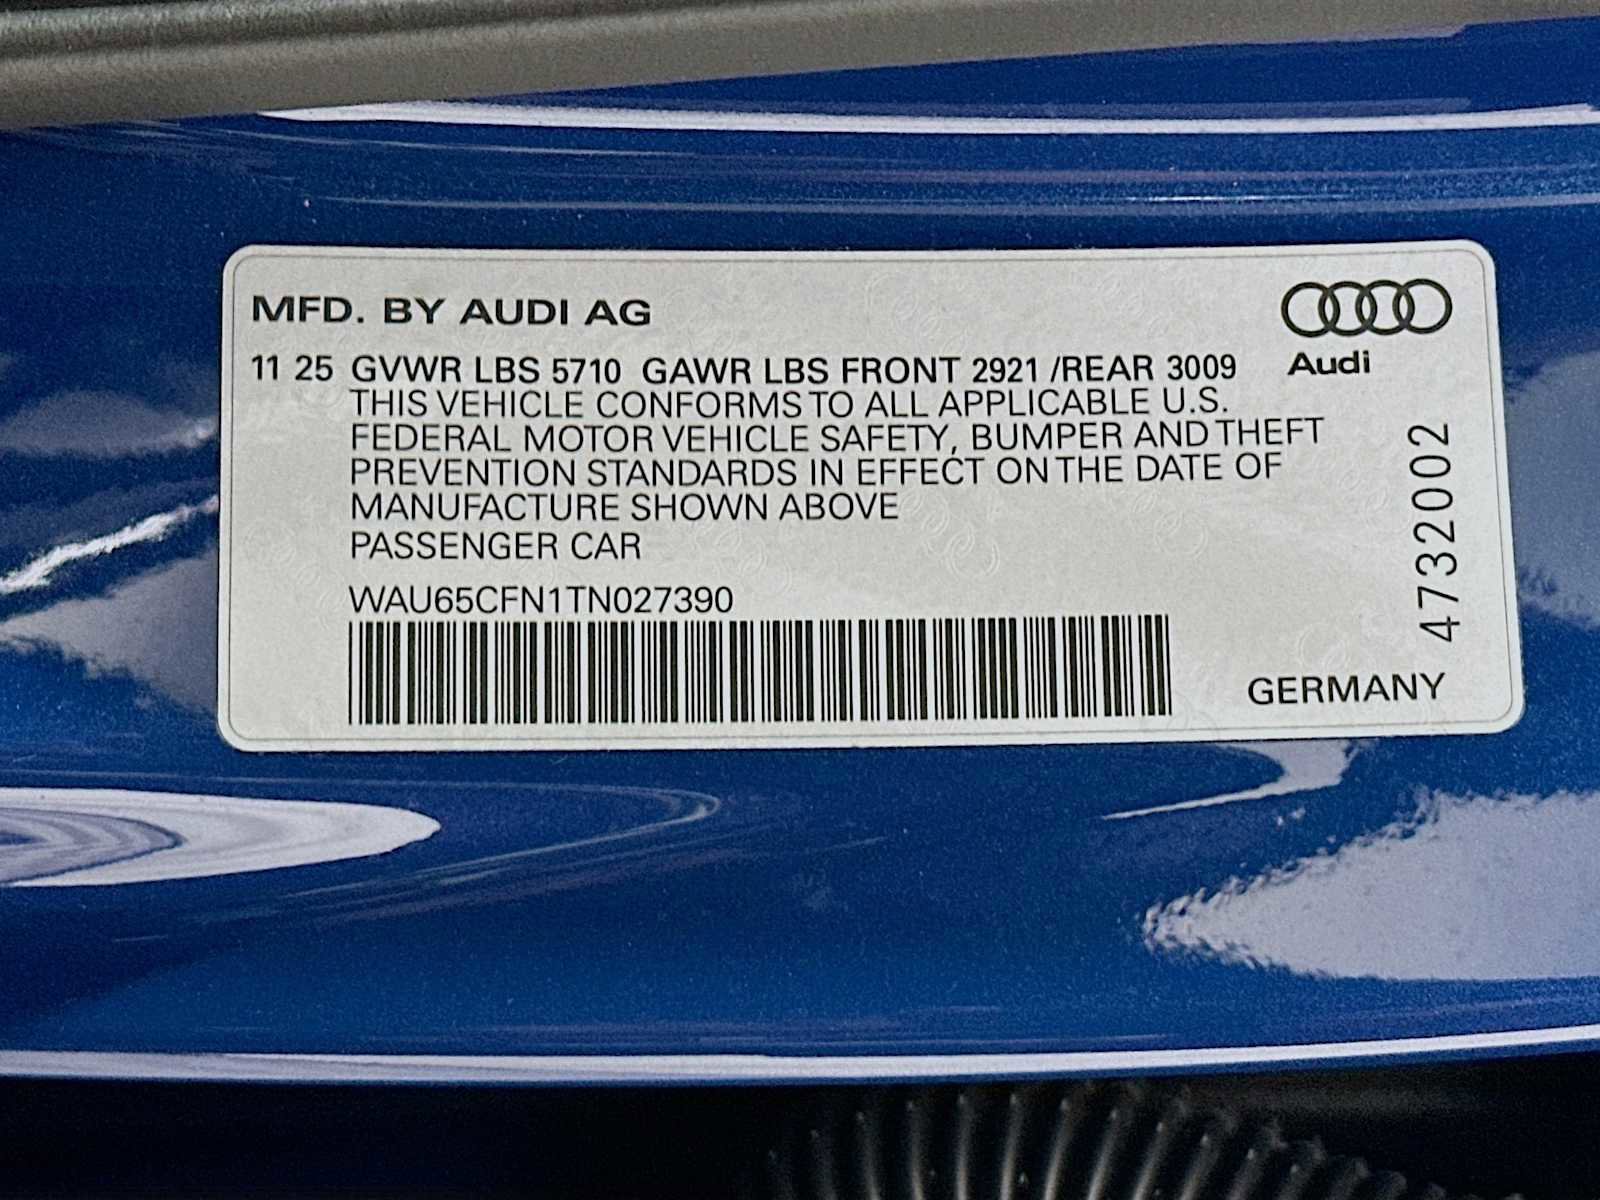 MFD. BY AUDI AG
Audi
11 25 GVWR LBS 5710 GAWR LBS FRONT 2921 /REAR 3009
THIS VEHICLE CONFORMS TO ALL APPLICABLE U.S.
FEDERAL MOTOR VEHICLE SAFETY, BUMPER AND THEFT
PREVENTION STANDARDS IN EFFECT ON THE DATE OF
MANUFACTURE SHOWN ABOVE
PASSENGER CAR
WAU65CFN1TN027390
4732002
GERMANY